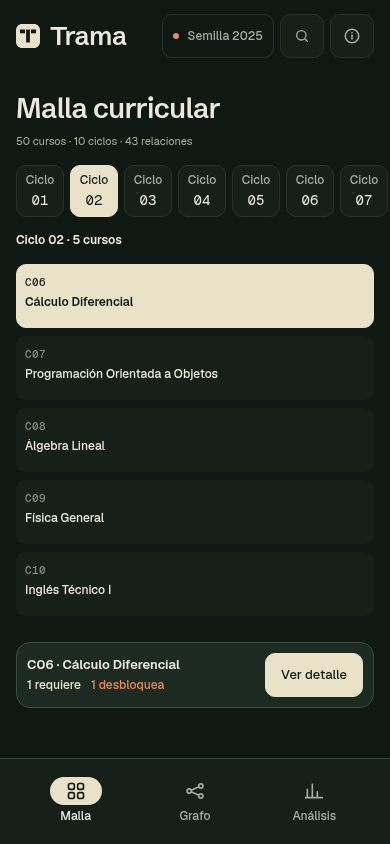 Trama
Semilla 2025
Malla curricular
50 cursos · 10 ciclos · 43 relaciones
Ciclo 01
Ciclo 02
Ciclo 03
Ciclo 04
Ciclo 05
Ciclo 06
Ciclo 07
Ciclo 02 · 5 cursos
C06
Cálculo Diferencial
C07
Programación Orientada a Objetos
C08
Álgebra Lineal
C09
Física General
C10
Inglés Técnico I
C06 · Cálculo Diferencial
1 requiere 1 desbloquea
Ver detalle
Malla
Grafo
Análisis